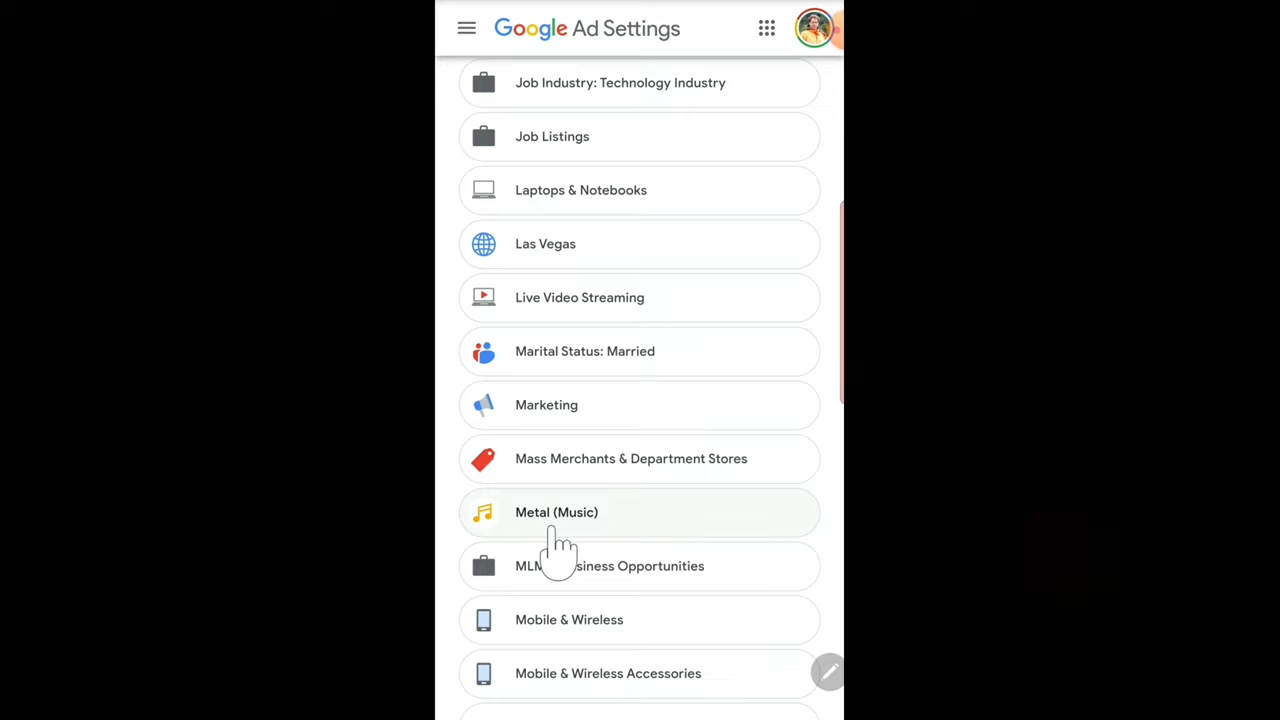 Google Ad Settings
Job Industry: Technology Industry
Job Listings
Laptops & Notebooks
Las Vegas
Live Video Streaming
Marital Status: Married
Marketing
Mass Merchants & Department Stores
Metal (Music)
MLM Business Opportunities
Mobile & Wireless
Mobile & Wireless Accessories